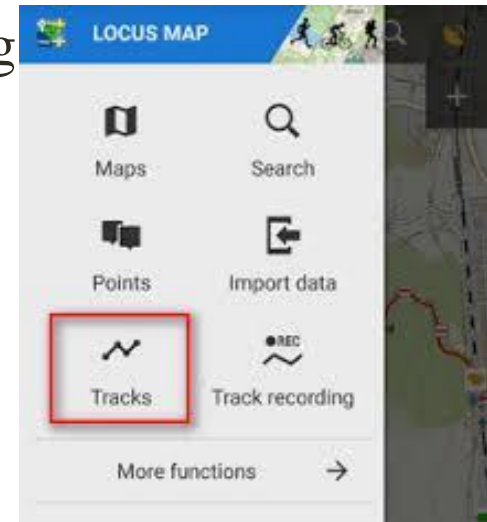 g
LOCUS MAP
Maps Search
Points Import data
REC
Tracks Track recording
More functions